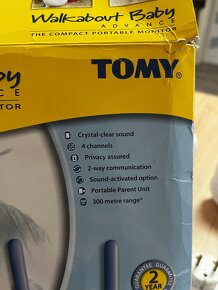 Walkabout Baby
ADVANCE
THE COMPACT PORTABLE MONITOR
TOMY®
Crystal-clear sound
4 channels
Privacy assured
2-way communication
Sound-activated option
Portable Parent Unit
300 metre range*
GUARANTEE
2
YEAR